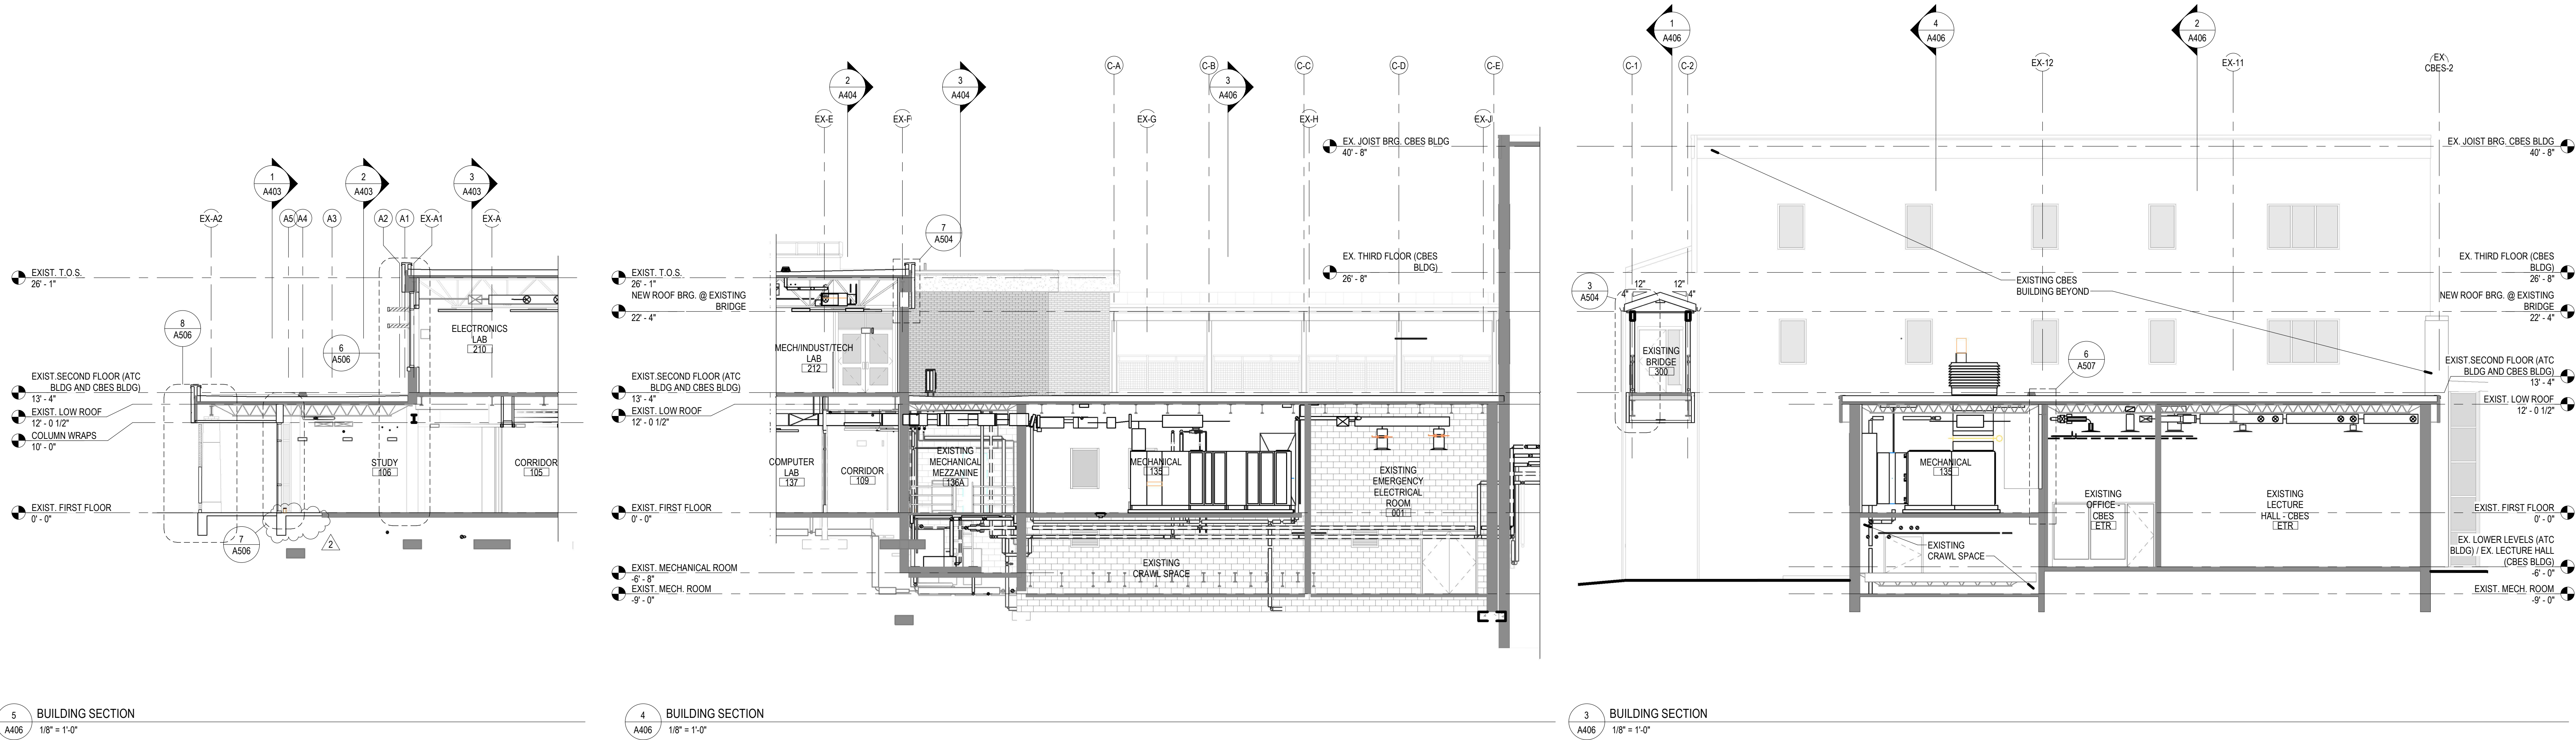 1
A403
2
A403
3
A403
EX-A2
A5
A4
A3
A2
A1
EX-A1
EX-A
EXIST. T.O.S.
26' - 1"
8
A506
6
A506
ELECTRONICS
LAB
210
EXIST.SECOND FLOOR (ATC
BLDG AND CBES BLDG)
13' - 4"
EXIST. LOW ROOF
12' - 0 1/2"
COLUMN WRAPS
10' - 0"
STUDY
106
CORRIDOR
105
EXIST. FIRST FLOOR
0' - 0"
7
A506
2
5
A406
BUILDING SECTION
1/8" = 1'-0"
2
A404
3
A404
C-A
C-B
3
A406
C-C
C-D
C-E
EX-E
EX-F
EX-G
EX-H
EX-J
EX. JOIST BRG. CBES BLDG
40' - 8"
7
A504
EX. THIRD FLOOR (CBES
BLDG)
26' - 8"
EXIST. T.O.S.
26' - 1"
NEW ROOF BRG. @ EXISTING
BRIDGE
22' - 4"
MECH/INDUST/TECH
LAB
212
EXIST.SECOND FLOOR (ATC
BLDG AND CBES BLDG)
13' - 4"
EXIST. LOW ROOF
12' - 0 1/2"
COMPUTER
LAB
137
CORRIDOR
109
EXISTING
MECHANICAL
MEZZANINE
136A
MECHANICAL
135
EXISTING
EMERGENCY
ELECTRICAL
ROOM
001
EXIST. FIRST FLOOR
0' - 0"
EXISTING
CRAWL SPACE
EXIST. MECHANICAL ROOM
-6' - 8"
EXIST. MECH. ROOM
-9' - 0"
4
A406
BUILDING SECTION
1/8" = 1'-0"
1
A406
4
A406
2
A406
C-1
C-2
EX-12
EX-11
EX
CBES-2
EX. JOIST BRG. CBES BLDG
40' - 8"
EX. THIRD FLOOR (CBES
BLDG)
26' - 8"
EXISTING CBES
BUILDING BEYOND
3
A504
12"
4"
12"
4"
NEW ROOF BRG. @ EXISTING
BRIDGE
22' - 4"
EXISTING
BRIDGE
300
6
A507
EXIST.SECOND FLOOR (ATC
BLDG AND CBES BLDG)
13' - 4"
EXIST. LOW ROOF
12' - 0 1/2"
MECHANICAL
135
EXISTING
OFFICE -
CBES
ETR
EXISTING
LECTURE
HALL - CBES
ETR
EXIST. FIRST FLOOR
0' - 0"
EXISTING
CRAWL SPACE
EX. LOWER LEVELS (ATC
BLDG) / EX. LECTURE HALL
(CBES BLDG)
-6' - 0"
EXIST. MECH. ROOM
-9' - 0"
3
A406
BUILDING SECTION
1/8" = 1'-0"